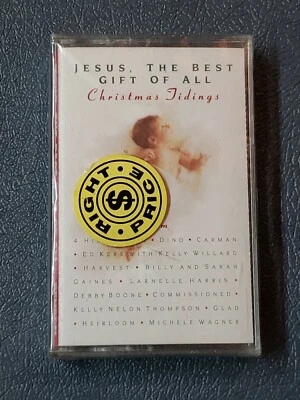 JESUS, THE BEST
GIFT OF ALL
Christmas Tidings
RIGHT • PRICE •
$
4 • DINO • CARMAN
• ED KERR WITH KELLY WILLARD
• HARVEST • BILLY AND SARAH
GAINES • LARNELLE HARRIS •
DEBBY BOONE • COMMISSIONED •
KELLY NELON THOMPSON • GLAD
• HEIRLOOM • MICHELE WAGNER